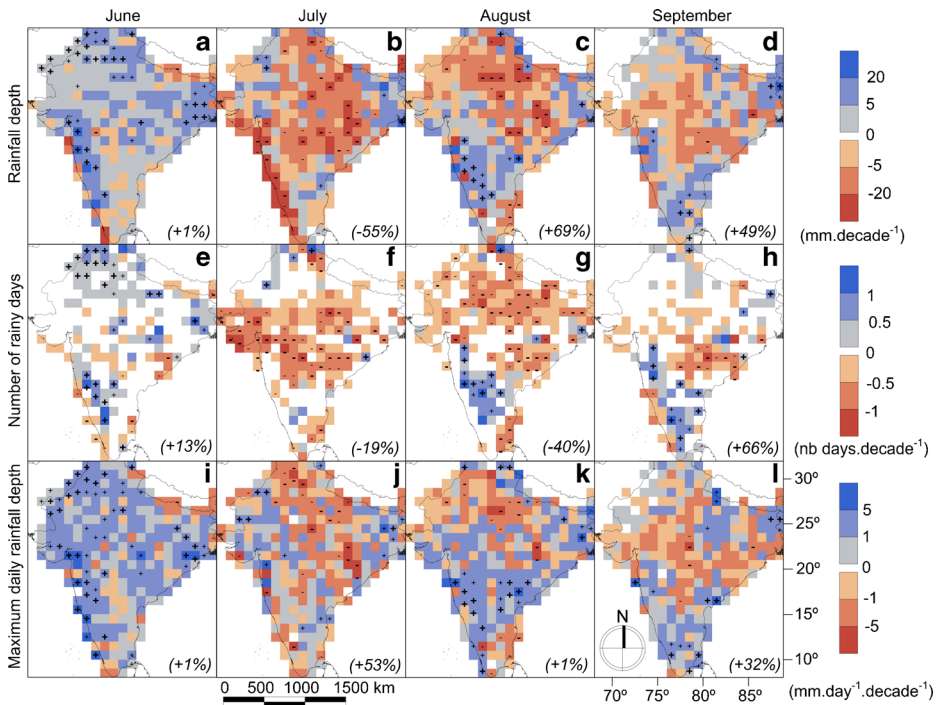 June July August September
a b c d
Rainfall depth
20
5
0
-5
-20
(mm.decade⁻¹)
(+1%) (-55%) (+69%) (+49%)
e f g h
Number of rainy days
1
0.5
0
-0.5
-1
(nb days.decade⁻¹)
(+13%) (-19%) (-40%) (+66%)
i j k l
Maximum daily rainfall depth
30º
25º
20º
15º
10º
5
1
0
-1
-5
(mm.day⁻¹.decade⁻¹)
N
(+1%) (+53%) (+1%) (+32%)
0 500 1000 1500 km
70º 75º 80º 85º